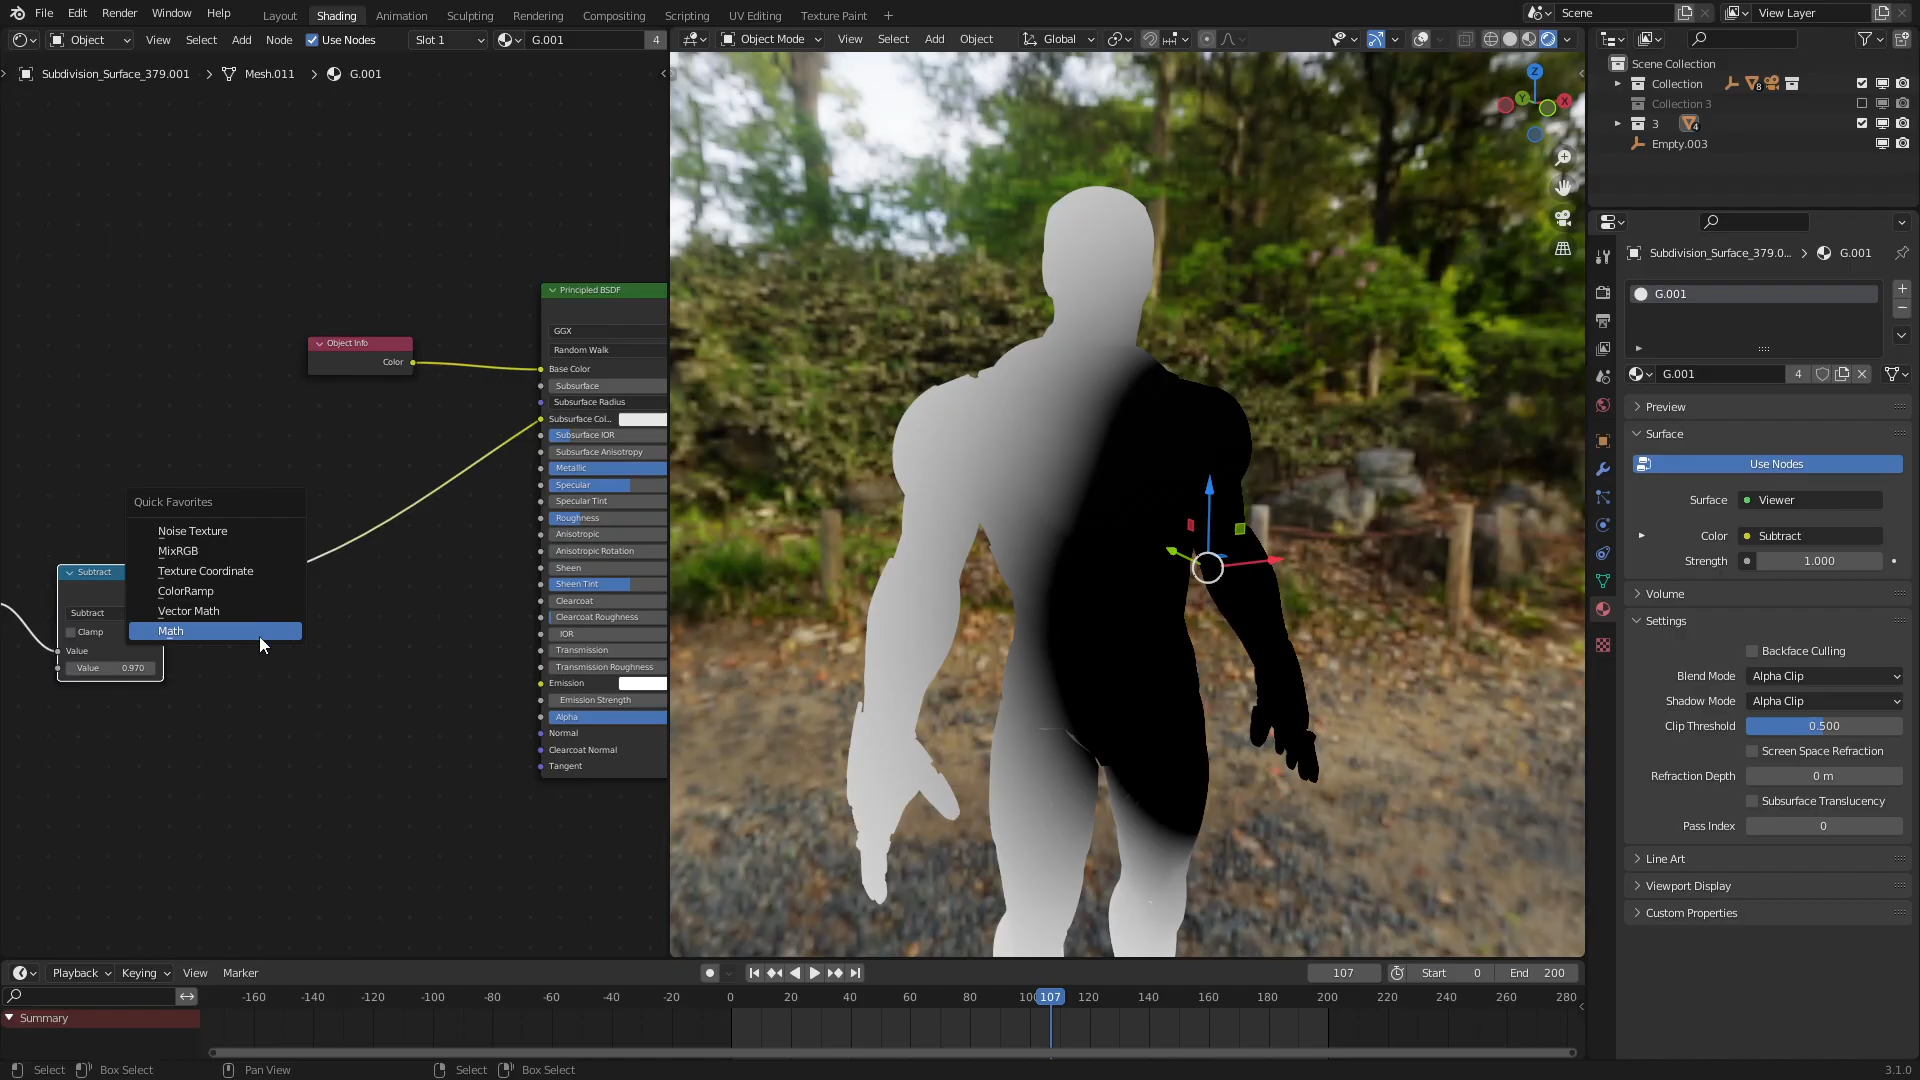 File Edit Render Window Help Layout Shading Animation Sculpting Rendering Compositing Scripting UV Editing Texture Paint + Scene View Layer
Object View Select Add Node Use Nodes Slot 1 G.001 4 Object Mode View Select Add Object Global
Subdivision_Surface_379.001 > Mesh.011 > G.001
Z
Y
X
Scene Collection
Collection 8
Collection 3
3 4
Empty.003
Subdivision_Surface_379.0... > G.001
G.001
G.001 4
Preview
Surface
Use Nodes
Surface Viewer
Color Subtract
Strength 1.000
Volume
Settings
Backface Culling
Blend Mode Alpha Clip
Shadow Mode Alpha Clip
Clip Threshold 0.500
Screen Space Refraction
Refraction Depth 0 m
Subsurface Translucency
Pass Index 0
Line Art
Viewport Display
Custom Properties
Object Info
Color
Principled BSDF
GGX
Random Walk
Base Color
Subsurface
Subsurface Radius
Subsurface Col...
Subsurface IOR
Subsurface Anisotropy
Metallic
Specular
Specular Tint
Roughness
Anisotropic
Anisotropic Rotation
Sheen
Sheen Tint
Clearcoat
Clearcoat Roughness
IOR
Transmission
Transmission Roughness
Emission
Emission Strength
Alpha
Normal
Clearcoat Normal
Tangent
Quick Favorites
Noise Texture
MixRGB
Texture Coordinate
ColorRamp
Vector Math
Math
Subtract
Subtract
Clamp
Value
Value 0.970
Playback Keying View Marker 107 Start 0 End 200
-160 -140 -120 -100 -80 -60 -40 -20 0 20 40 60 80 100 107 120 140 160 180 200 220 240 260 280
Summary
Select Box Select Pan View Select Box Select 3.1.0